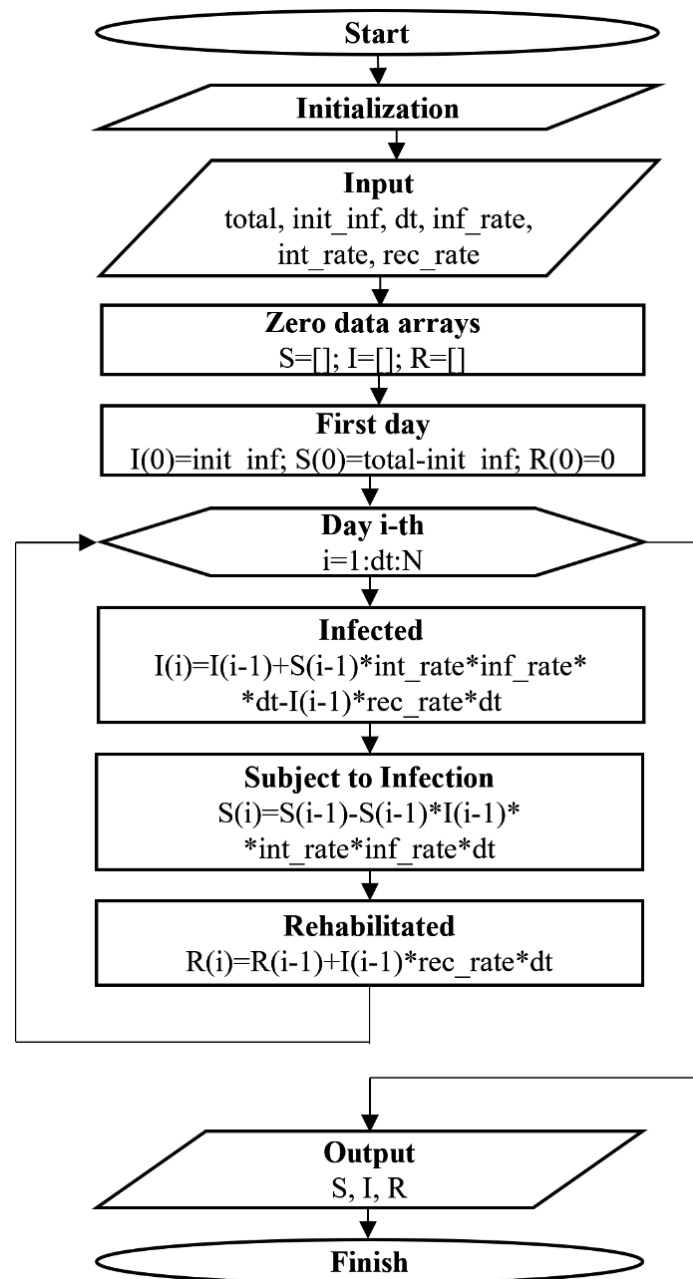 Start
Initialization
Input
total, init_inf, dt, inf_rate,
int_rate, rec_rate
Zero data arrays
S=[]; I=[]; R=[]
First day
I(0)=init_inf; S(0)=total-init_inf; R(0)=0
Day i-th
i=1:dt:N
Infected
I(i)=I(i-1)+S(i-1)*int_rate*inf_rate*
*dt-I(i-1)*rec_rate*dt
Subject to Infection
S(i)=S(i-1)-S(i-1)*I(i-1)*
*int_rate*inf_rate*dt
Rehabilitated
R(i)=R(i-1)+I(i-1)*rec_rate*dt
Output
S, I, R
Finish